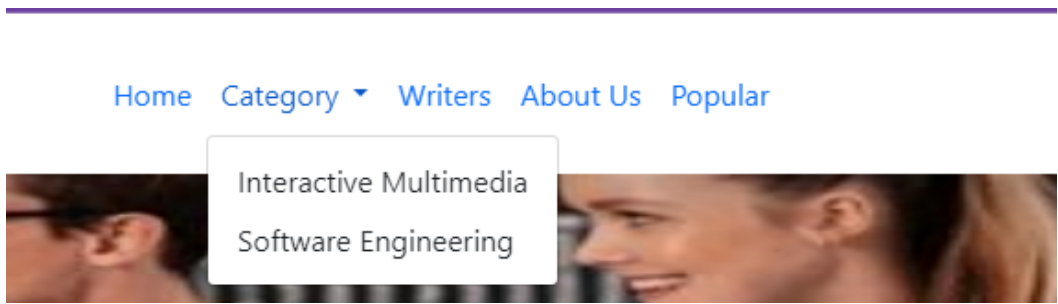 Home Category Writers About Us Popular
Interactive Multimedia
Software Engineering